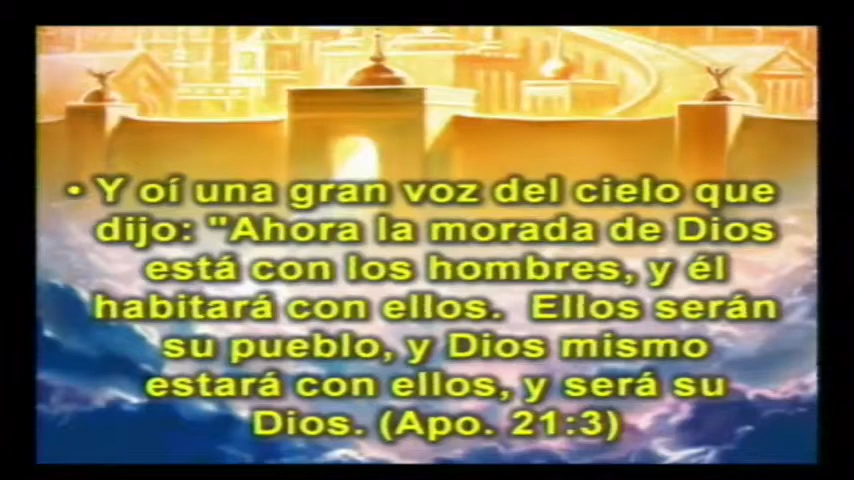 • Y oí una gran voz del cielo que
dijo: "Ahora la morada de Dios
está con los hombres, y él
habitará con ellos. Ellos serán
su pueblo, y Dios mismo
estará con ellos, y será su
Dios. (Apo. 21:3)